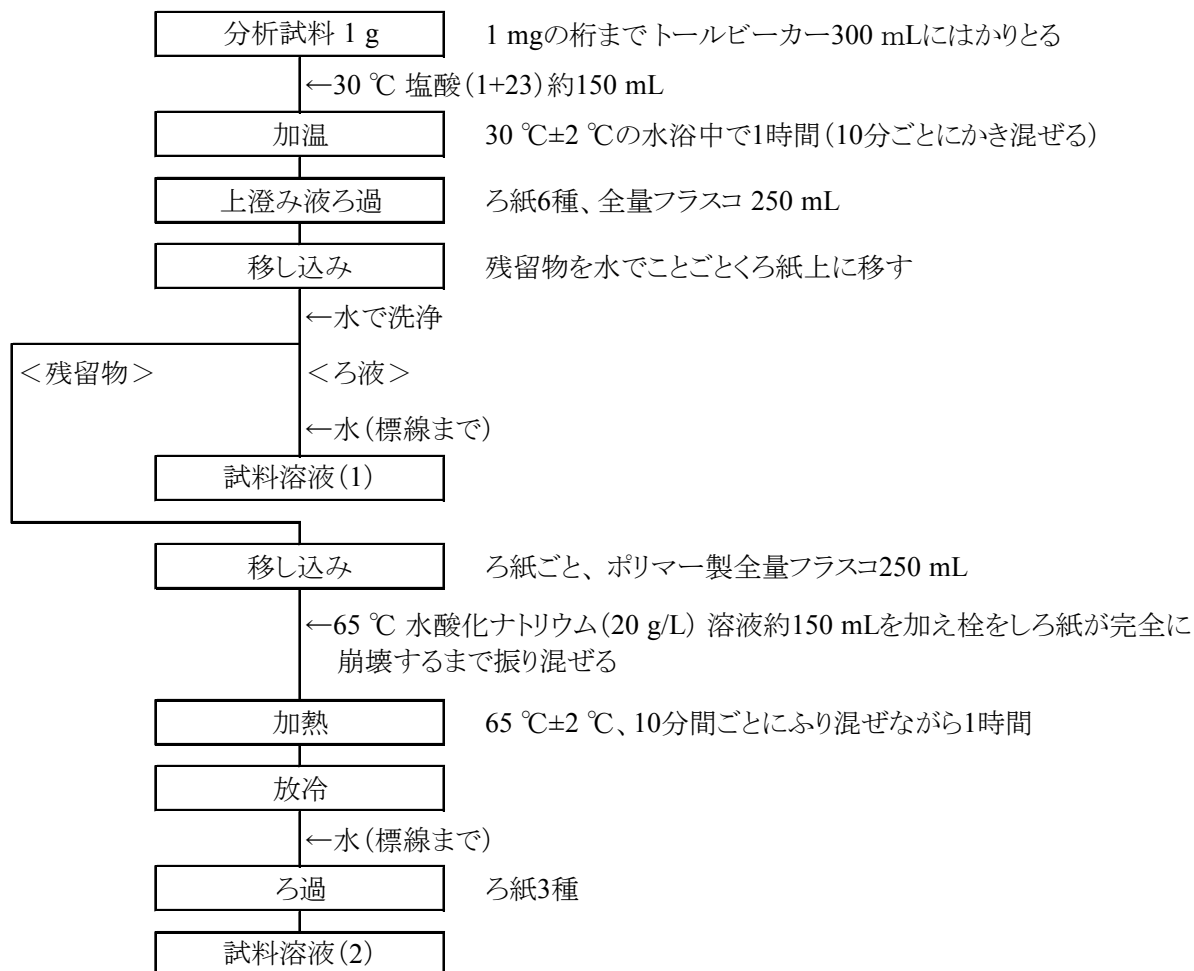 分析試料 1 g 1 mgの桁までトールビーカー300 mLにはかりとる
←30 ℃ 塩酸(1+23)約150 mL
加温 30 ℃±2 ℃の水浴中で1時間(10分ごとにかき混ぜる)
上澄み液ろ過 ろ紙6種、全量フラスコ 250 mL
移し込み 残留物を水でことごとくろ紙上に移す
←水で洗浄
＜残留物＞ ＜ろ液＞
←水(標線まで)
試料溶液(1)
移し込み ろ紙ごと、ポリマー製全量フラスコ250 mL
←65 ℃ 水酸化ナトリウム(20 g/L) 溶液約150 mLを加え栓をしろ紙が完全に
崩壊するまで振り混ぜる
加熱 65 ℃±2 ℃、10分間ごとにふり混ぜながら1時間
放冷
←水(標線まで)
ろ過 ろ紙3種
試料溶液(2)